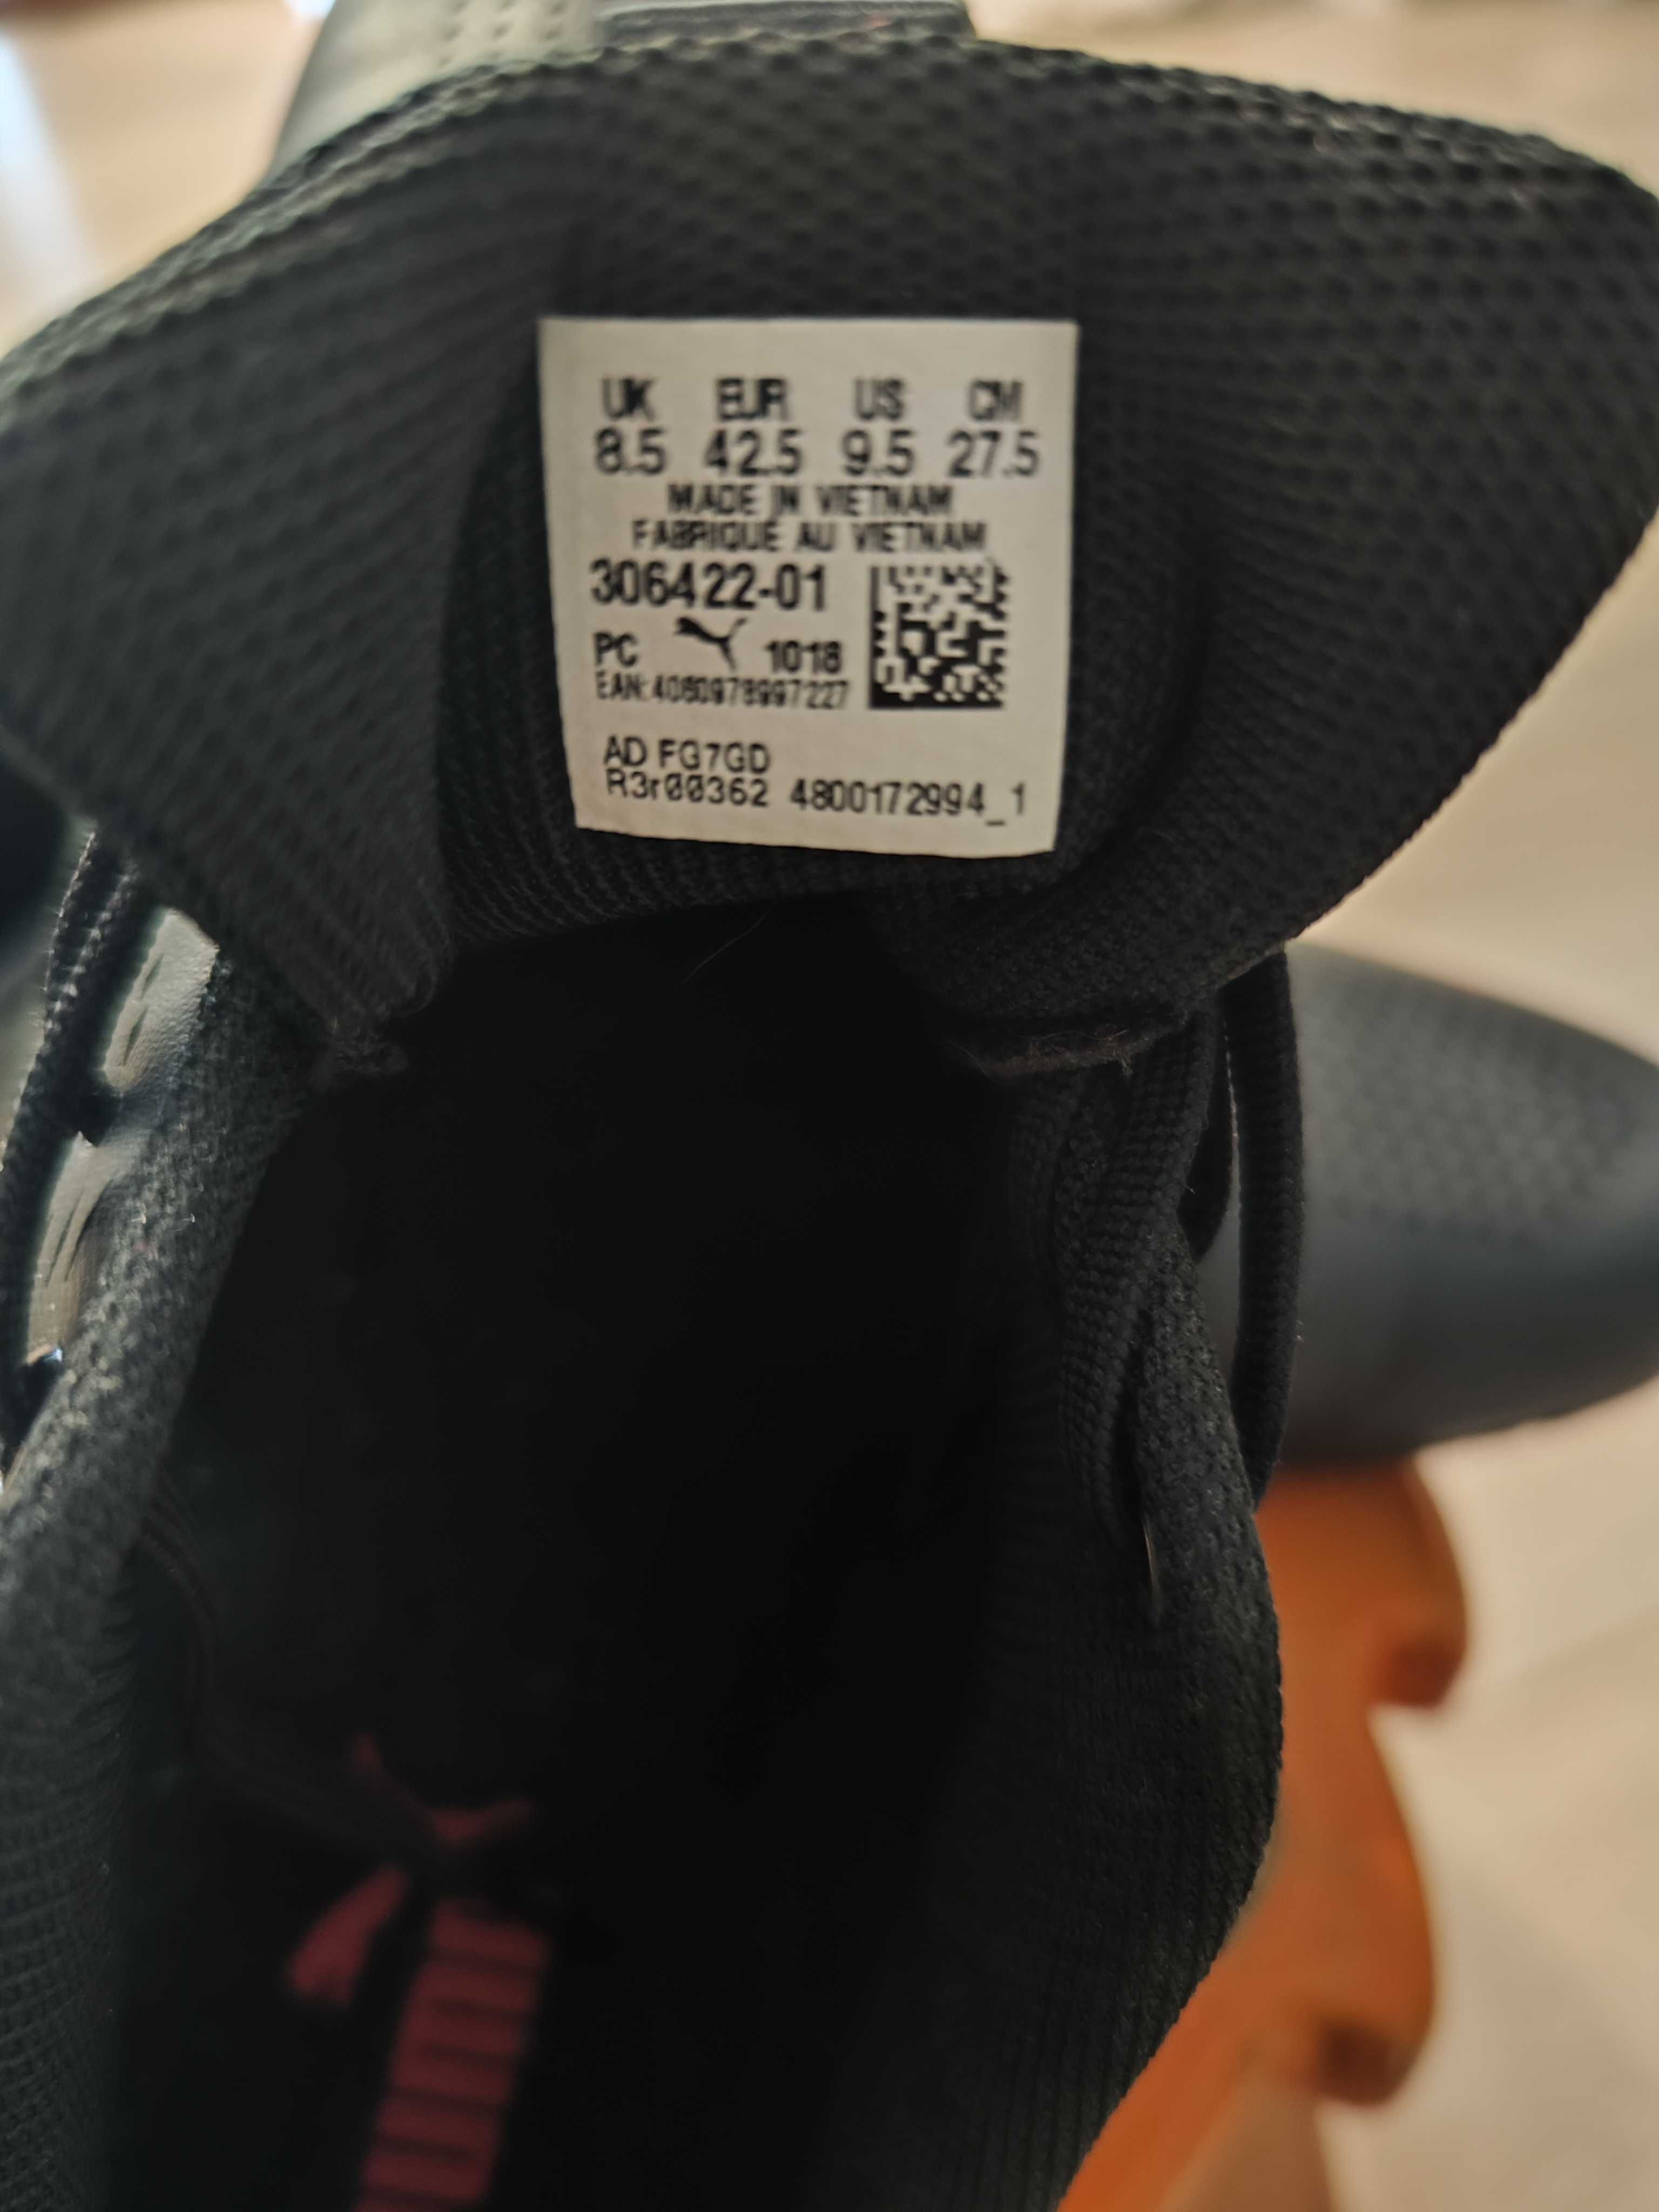 UK EUR US CM
8.5 42.5 9.5 27.5
MADE IN VIETNAM
FABRIQUÉ AU VIETNAM
306422-01
PC 1018
EAN:4060978997227
AD FG7GD
R3r00362 4800172994_1